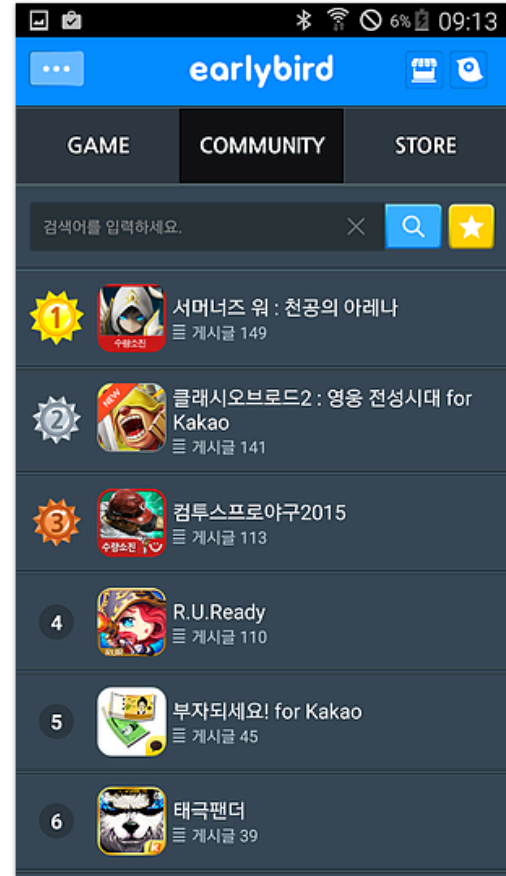 6% 09:13
earlybird
GAME COMMUNITY STORE
검색어를 입력하세요.
1
서머너즈 워 : 천공의 아레나
수량소진
게시글 149
NEW
2
클래시오브로드2 : 영웅 전성시대 for
Kakao
게시글 141
3
컴투스프로야구2015
수량소진
게시글 113
4
R.U.Ready
RUR
게시글 110
5
부자되세요! for Kakao
게시글 45
6
태극팬더
게시글 39